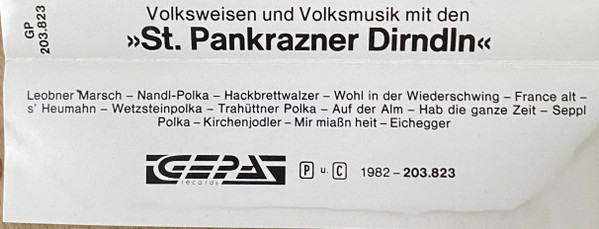 GP
203.823
Volksweisen und Volksmusik mit den
»St. Pankrazner Dirndln«
Leobner Marsch – Nandl-Polka – Hackbrettwalzer – Wohl in der Wiederschwing – France alt –
s' Heumahn – Wetzsteinpolka – Trahüttner Polka – Auf der Alm – Hab die ganze Zeit – Seppl
Polka – Kirchenjodler – Mir miaßn heit – Eichegger
GEPA
records
P u. C 1982 – 203.823